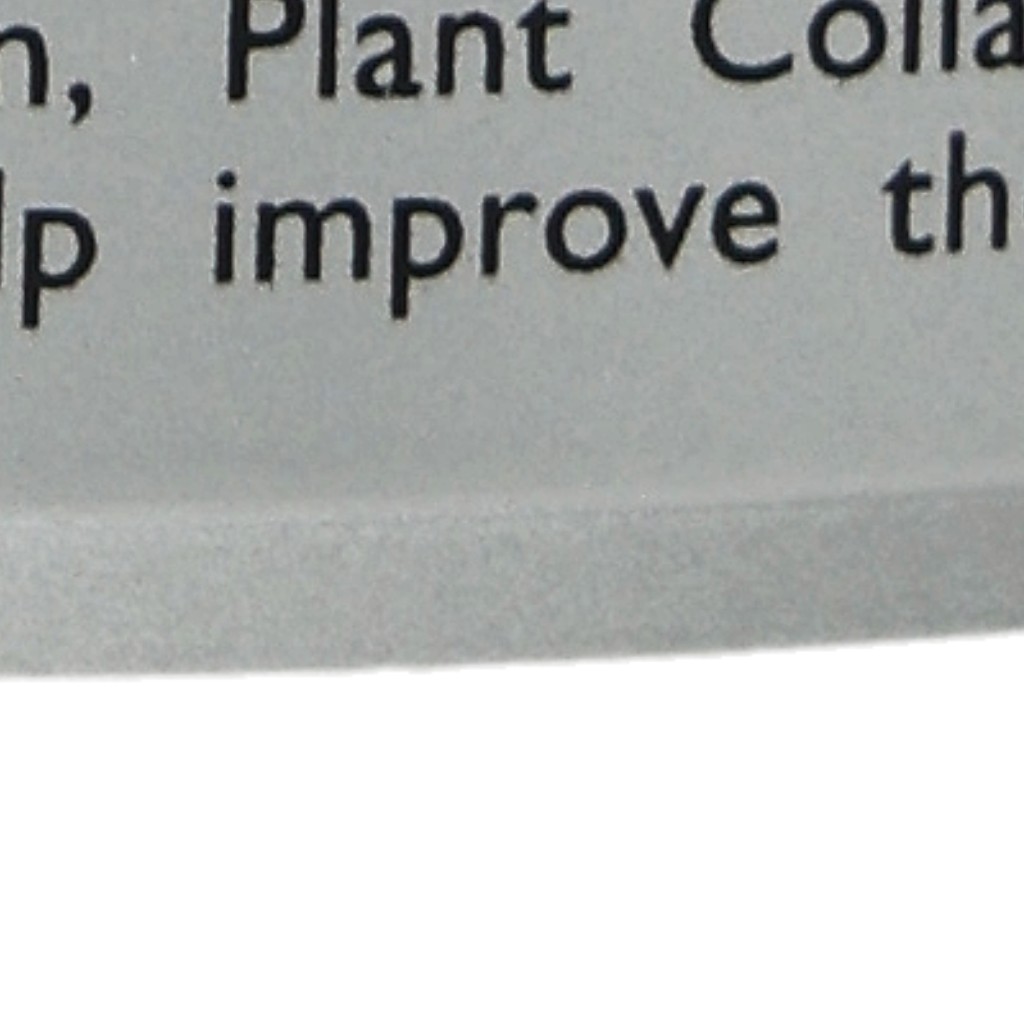 n, Plant Colla
lp improve th